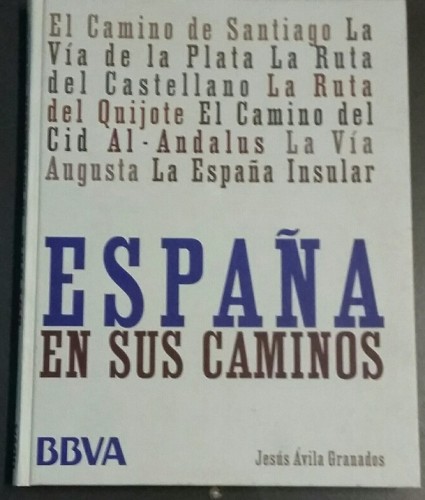 El Camino de Santiago La
Vía de la Plata La Ruta
del Castellano La Ruta
del Quijote El Camino del
Cid Al-Andalus La Vía
Augusta La España Insular
ESPAÑA
EN SUS CAMINOS
BBVA
Jesús Ávila Granados